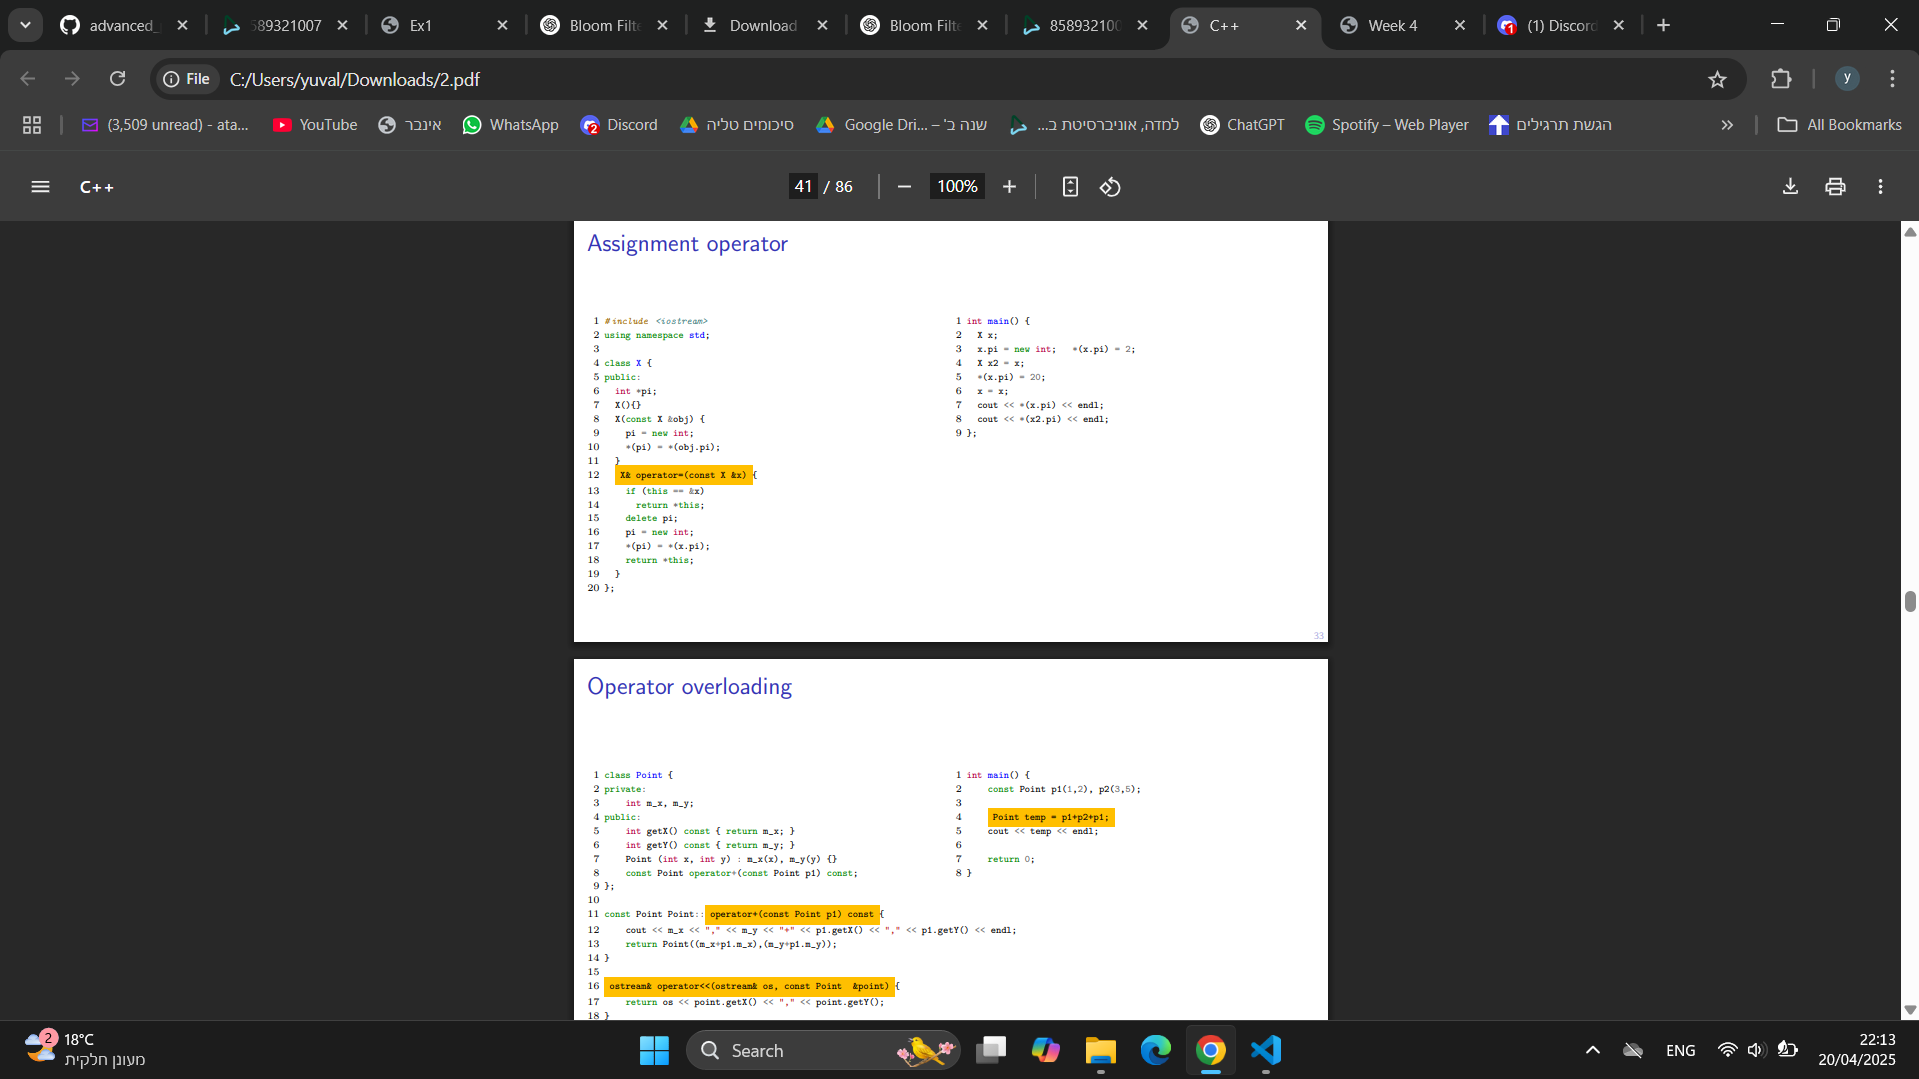 advanced_
589321007
Ex1
Bloom Filte
Download
Bloom Filte
858932100
C++
Week 4
(1) Discord
File
C:/Users/yuval/Downloads/2.pdf
y
(3,509 unread) - ata...
YouTube
אינבר
WhatsApp
Discord
סיכומים טליה
Google Dri... – שנה ב'
למדה, אוניברסיטת ב...
ChatGPT
Spotify – Web Player
הגשת תרגילים
All Bookmarks
C++
41 / 86
100%
Assignment operator
1 #include <iostream>
2 using namespace std;
3
4 class X {
5 public:
6 int *pi;
7 X(){}
8 X(const X &obj) {
9 pi = new int;
10 *(pi) = *(obj.pi);
11 }
12 X& operator=(const X &x) {
13 if (this == &x)
14 return *this;
15 delete pi;
16 pi = new int;
17 *(pi) = *(x.pi);
18 return *this;
19 }
20 };
1 int main() {
2 X x;
3 x.pi = new int; *(x.pi) = 2;
4 X x2 = x;
5 *(x.pi) = 20;
6 x = x;
7 cout << *(x.pi) << endl;
8 cout << *(x2.pi) << endl;
9 };
33
Operator overloading
1 class Point {
2 private:
3 int m_x, m_y;
4 public:
5 int getX() const { return m_x; }
6 int getY() const { return m_y; }
7 Point (int x, int y) : m_x(x), m_y(y) {}
8 const Point operator+(const Point p1) const;
9 };
10
11 const Point Point::operator+(const Point p1) const {
12 cout << m_x << "," << m_y << "+" << p1.getX() << "," << p1.getY() << endl;
13 return Point((m_x+p1.m_x),(m_y+p1.m_y));
14 }
15
16 ostream& operator<<(ostream& os, const Point &point) {
17 return os << point.getX() << "," << point.getY();
18 }
1 int main() {
2 const Point p1(1,2), p2(3,5);
3
4 Point temp = p1+p2+p1;
5 cout << temp << endl;
6
7 return 0;
8 }
2
18°C
מעונן חלקית
Search
ENG
22:13
20/04/2025